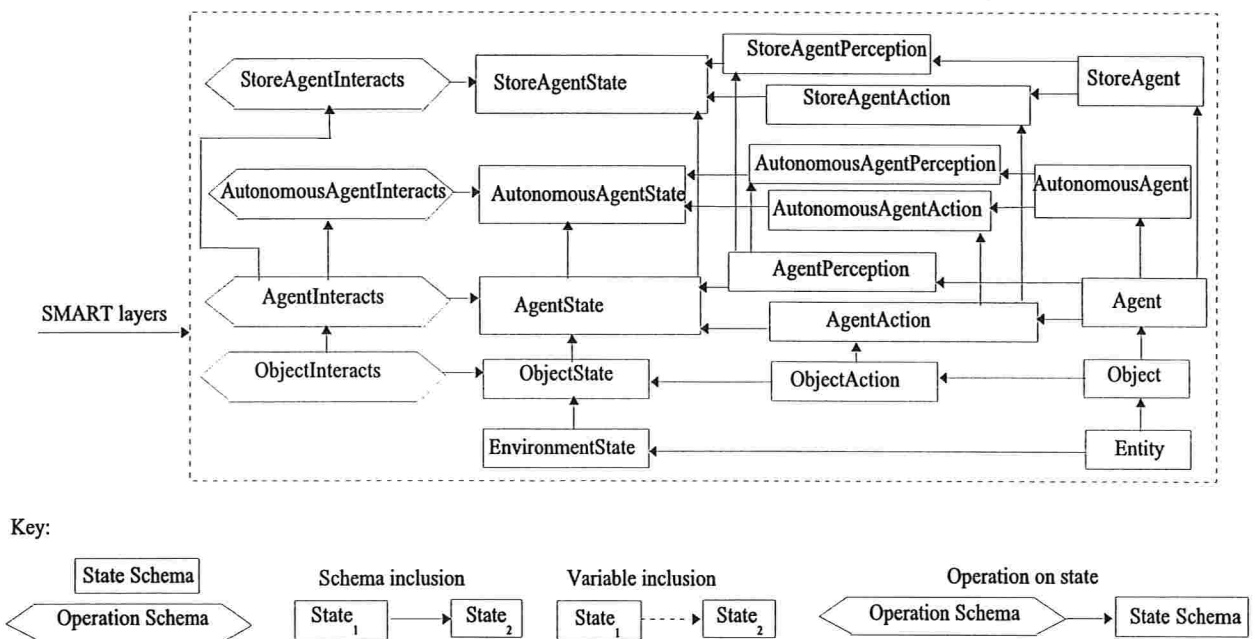 StoreAgentPerception
StoreAgentInteracts
StoreAgentState
StoreAgent
StoreAgentAction
AutonomousAgentPerception
AutonomousAgentInteracts
AutonomousAgentState
AutonomousAgent
AutonomousAgentAction
AgentPerception
AgentInteracts
AgentState
Agent
SMART layers
AgentAction
ObjectInteracts
ObjectState
ObjectAction
Object
EnvironmentState
Entity
Key:
State Schema
Operation Schema
Schema inclusion
State1
State2
Variable inclusion
State1
State2
Operation on state
Operation Schema
State Schema